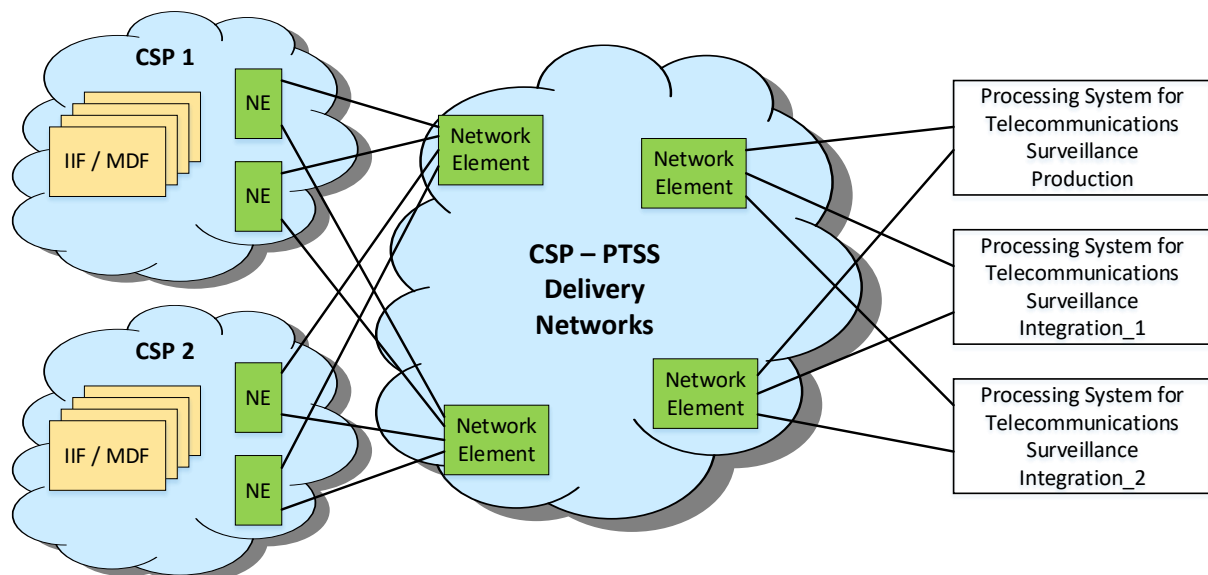 CSP 1
NE
IIF / MDF
NE
CSP 2
NE
IIF / MDF
NE
Network
Element
Network
Element
CSP – PTSS
Delivery
Networks
Network
Element
Network
Element
Processing System for
Telecommunications
Surveillance
Production
Processing System for
Telecommunications
Surveillance
Integration_1
Processing System for
Telecommunications
Surveillance
Integration_2